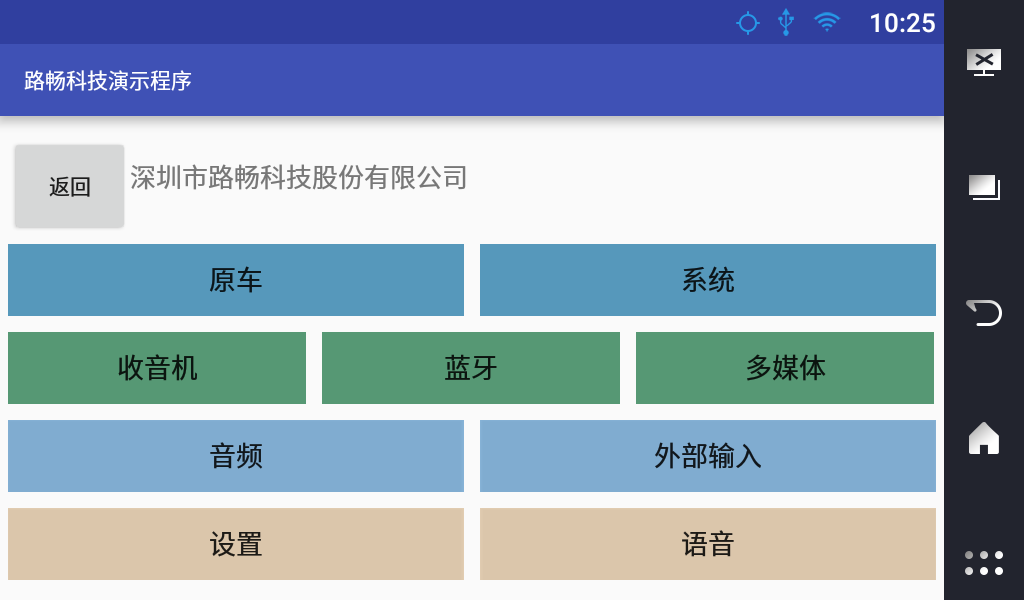 10:25
路畅科技演示程序
返回
深圳市路畅科技股份有限公司
原车
系统
收音机
蓝牙
多媒体
音频
外部输入
设置
语音